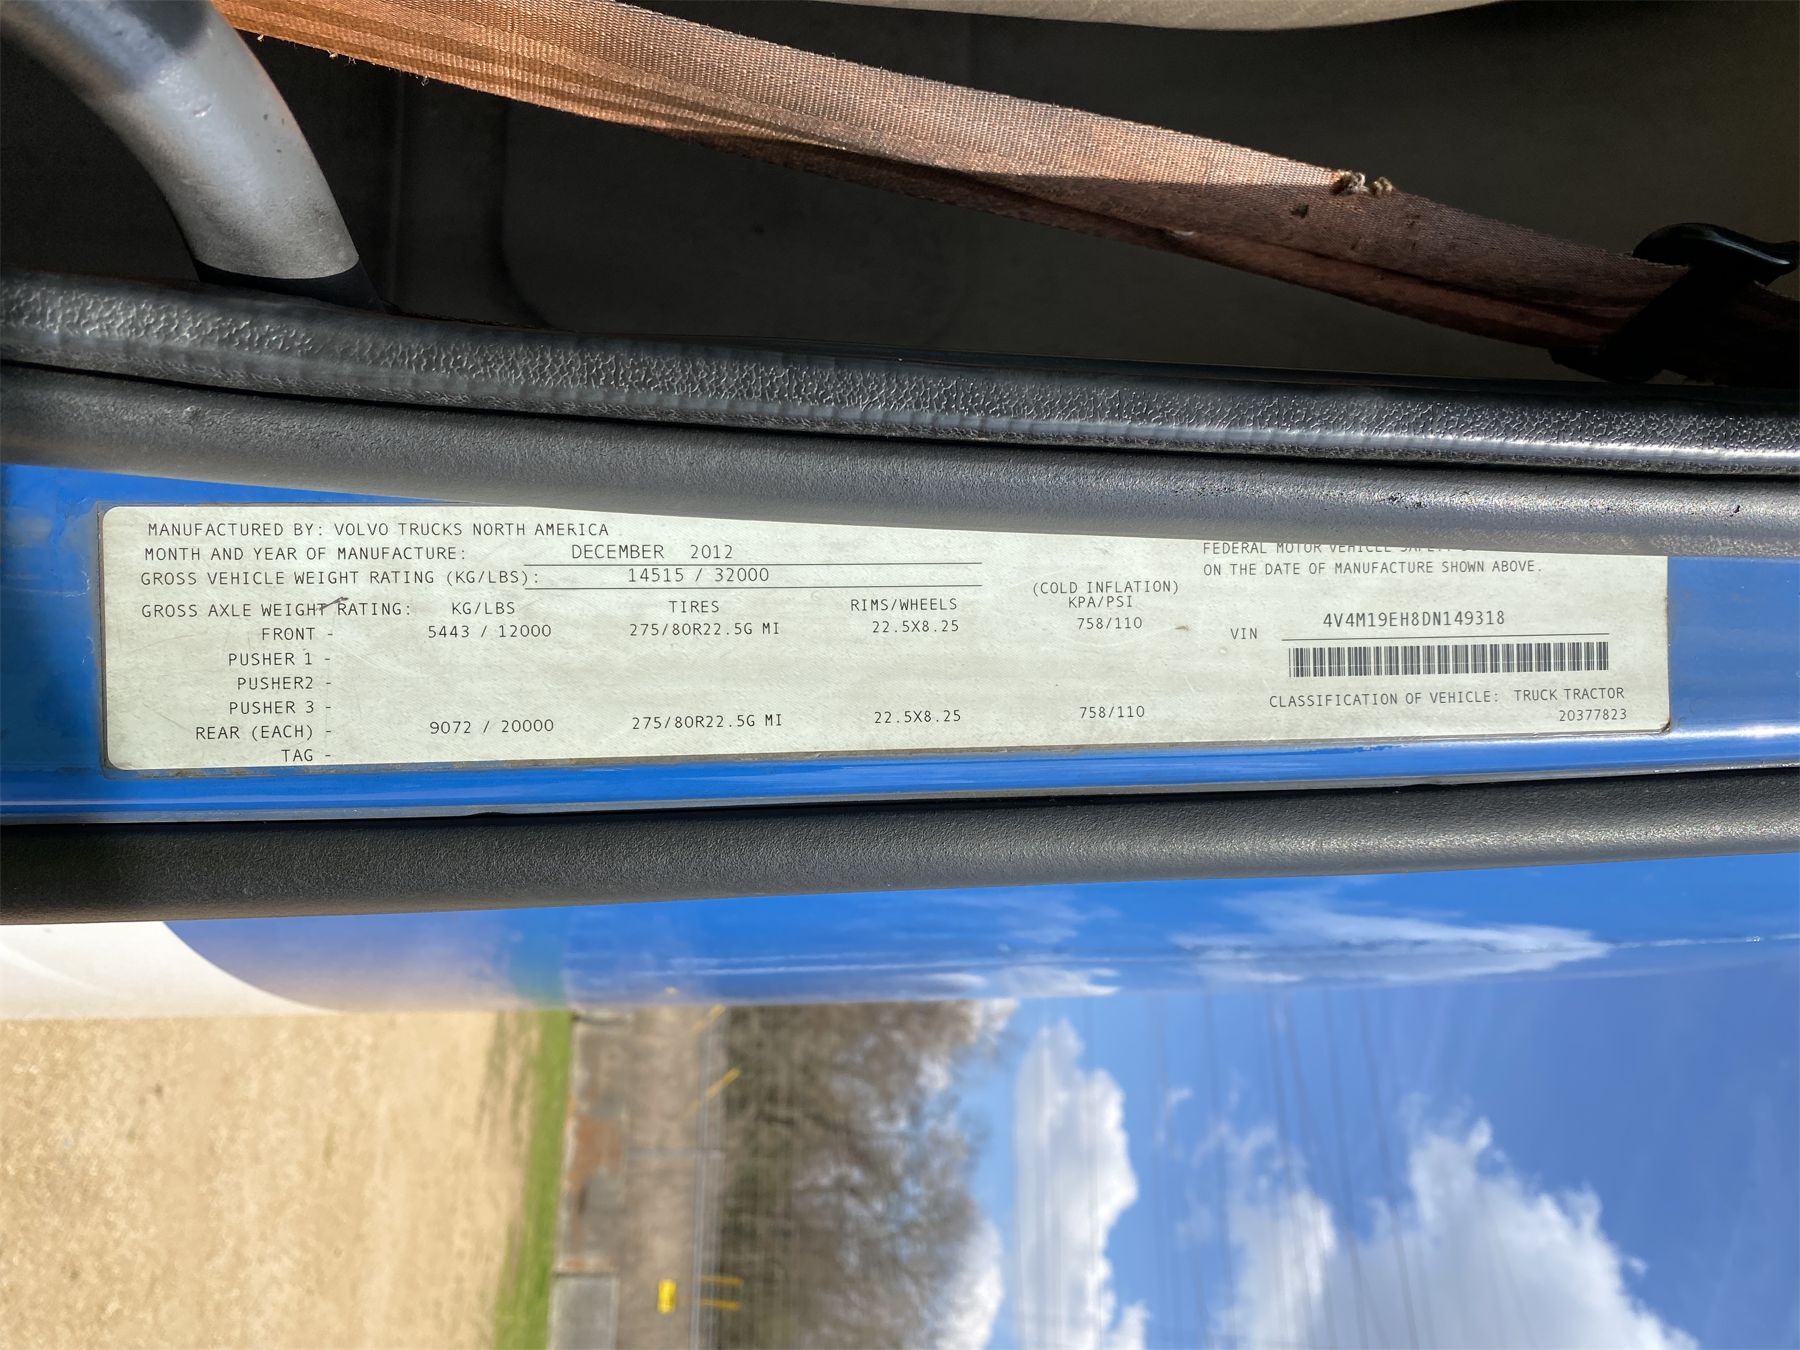 MANUFACTURED BY: VOLVO TRUCKS NORTH AMERICA
MONTH AND YEAR OF MANUFACTURE: DECEMBER 2012
GROSS VEHICLE WEIGHT RATING (KG/LBS): 14515 / 32000
GROSS AXLE WEIGHT RATING: KG/LBS TIRES RIMS/WHEELS (COLD INFLATION) KPA/PSI
FRONT - 5443 / 12000 275/80R22.5G MI 22.5X8.25 758/110
PUSHER 1 -
PUSHER2 -
PUSHER 3 -
REAR (EACH) - 9072 / 20000 275/80R22.5G MI 22.5X8.25 758/110
TAG -
FEDERAL MOTOR VEHICLE SAFETY
ON THE DATE OF MANUFACTURE SHOWN ABOVE.
VIN 4V4M19EH8DN149318
CLASSIFICATION OF VEHICLE: TRUCK TRACTOR
20377823